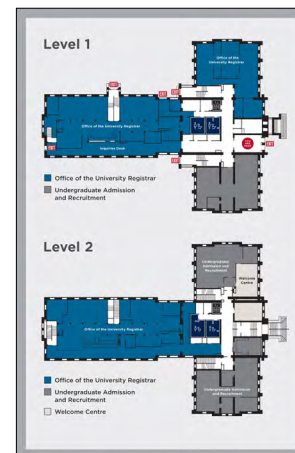 Level 1
Office of the
University Registrar
Office of the University Registrar
Inquiries Desk
Office of the University Registrar
Undergraduate Admission
and Recruitment
Level 2
Undergraduate
Admission and
Recruitment
Welcome
Centre
Office of the University Registrar
Undergraduate Admission
and Recruitment
Office of the University Registrar
Undergraduate Admission
and Recruitment
Welcome Centre